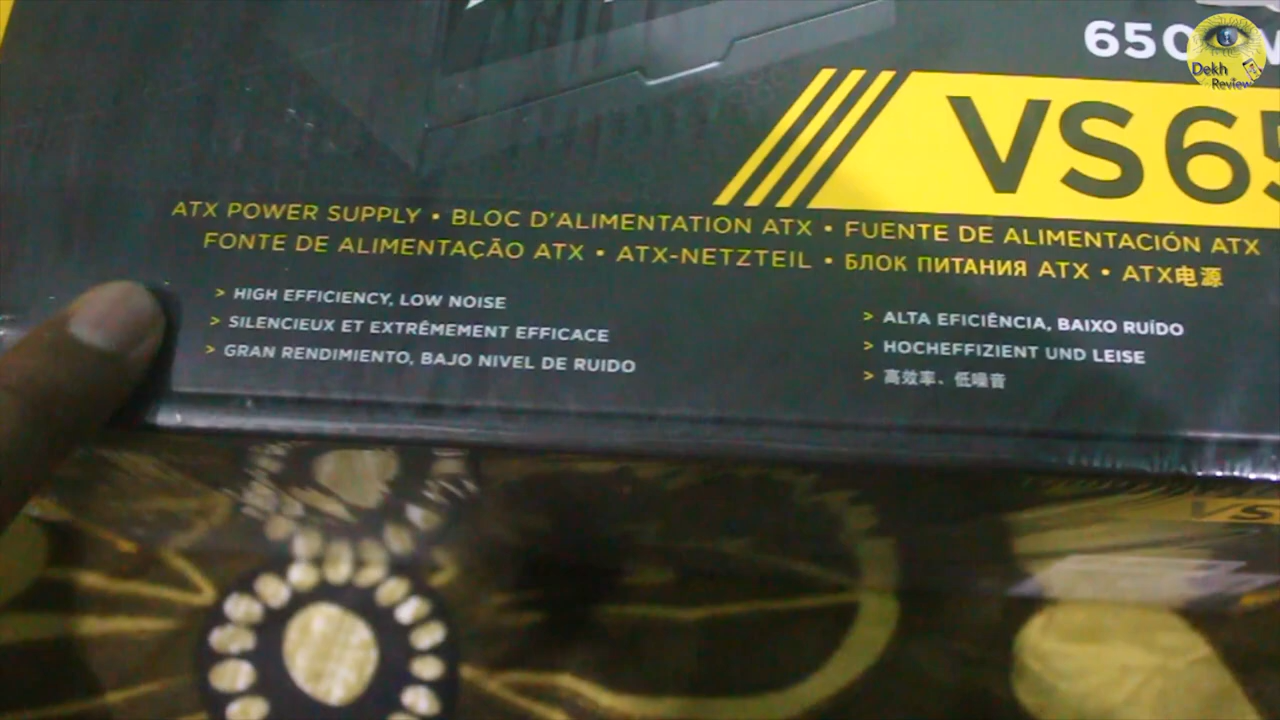 650
Dekh
Review
VS65
ATX POWER SUPPLY • BLOC D'ALIMENTATION ATX • FUENTE DE ALIMENTACIÓN ATX
FONTE DE ALIMENTAÇÃO ATX • ATX-NETZTEIL • БЛОК ПИТАНИЯ ATX • ATX电源
> HIGH EFFICIENCY, LOW NOISE
> SILENCIEUX ET EXTRÊMEMENT EFFICACE
> GRAN RENDIMIENTO, BAJO NIVEL DE RUIDO
> ALTA EFICIÊNCIA, BAIXO RUÍDO
> HOCHEFFIZIENT UND LEISE
> 高效率、低噪音
VS